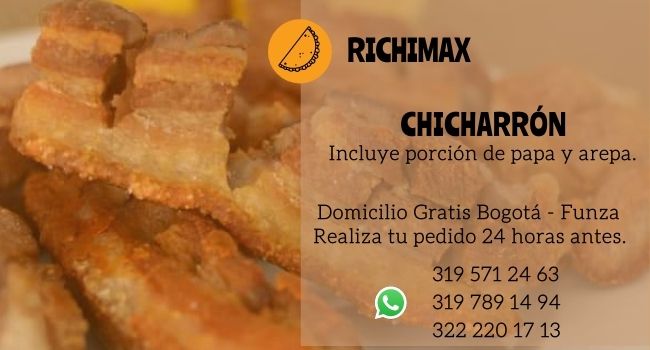 RICHIMAX
CHICHARRÓN
Incluye porción de papa y arepa.
Domicilio Gratis Bogotá - Funza
Realiza tu pedido 24 horas antes.
319 571 24 63
319 789 14 94
322 220 17 13